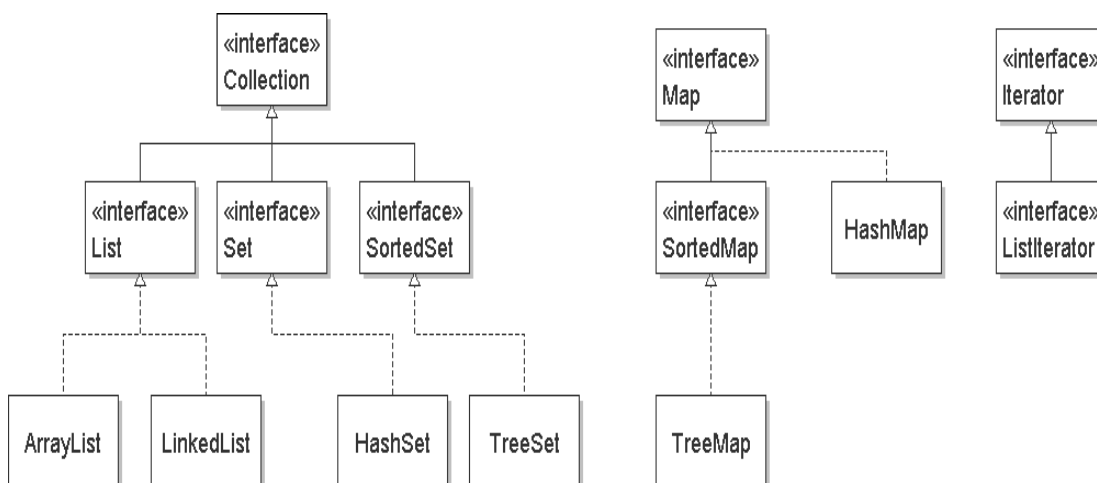 «interface»
Collection
«interface»
Map
«interface»
Iterator
«interface»
List
«interface»
Set
«interface»
SortedSet
«interface»
SortedMap
HashMap
«interface»
ListIterator
ArrayList
LinkedList
HashSet
TreeSet
TreeMap